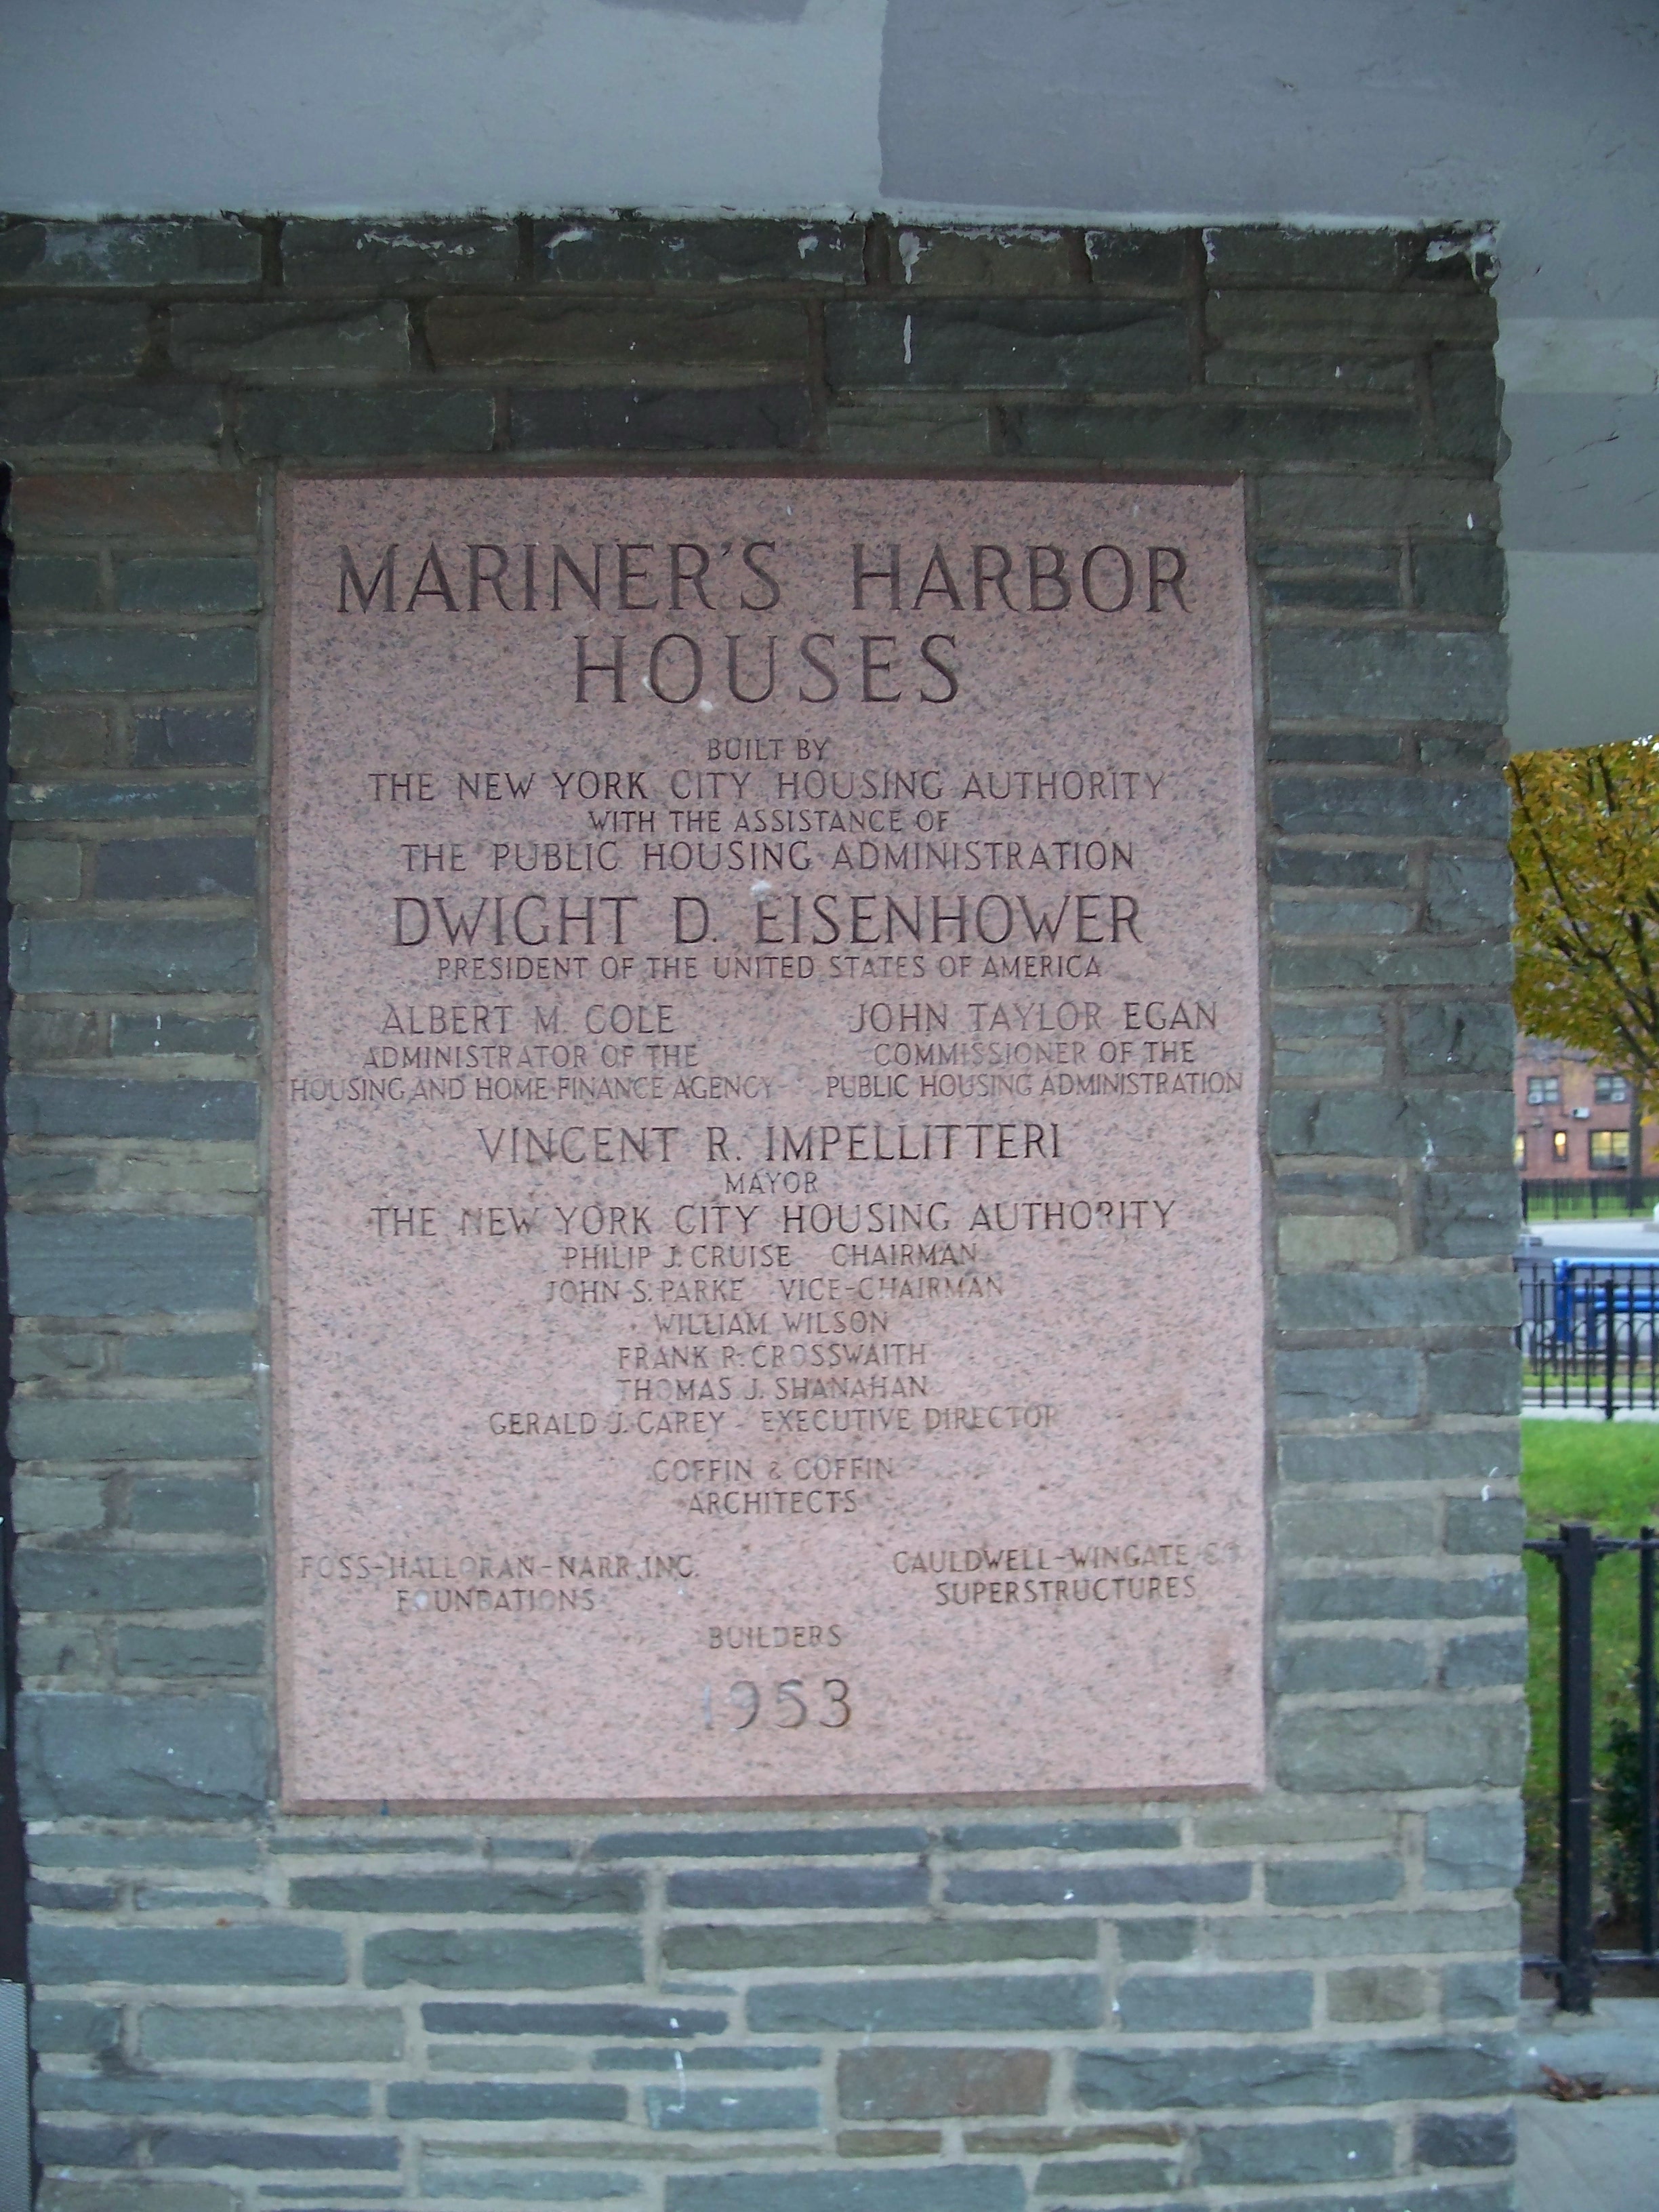 MARINER'S HARBOR
HOUSES
BUILT BY
THE NEW YORK CITY HOUSING AUTHORITY
WITH THE ASSISTANCE OF
THE PUBLIC HOUSING ADMINISTRATION
DWIGHT D. EISENHOWER
PRESIDENT OF THE UNITED STATES OF AMERICA
ALBERT M. COLE
ADMINISTRATOR OF THE
HOUSING AND HOME FINANCE AGENCY
JOHN TAYLOR EGAN
COMMISSIONER OF THE
PUBLIC HOUSING ADMINISTRATION
VINCENT R. IMPELLITTERI
MAYOR
THE NEW YORK CITY HOUSING AUTHORITY
PHILIP J. CRUISE CHAIRMAN
JOHN S. PARKE VICE-CHAIRMAN
WILLIAM WILSON
FRANK R. CROSSWAITH
THOMAS J. SHANAHAN
GERALD J. CAREY - EXECUTIVE DIRECTOR
COFFIN & COFFIN
ARCHITECTS
FOSS-HALLORAN-NARR, INC.
FOUNDATIONS
CAULDWELL-WINGATE
SUPERSTRUCTURES
BUILDERS
1953